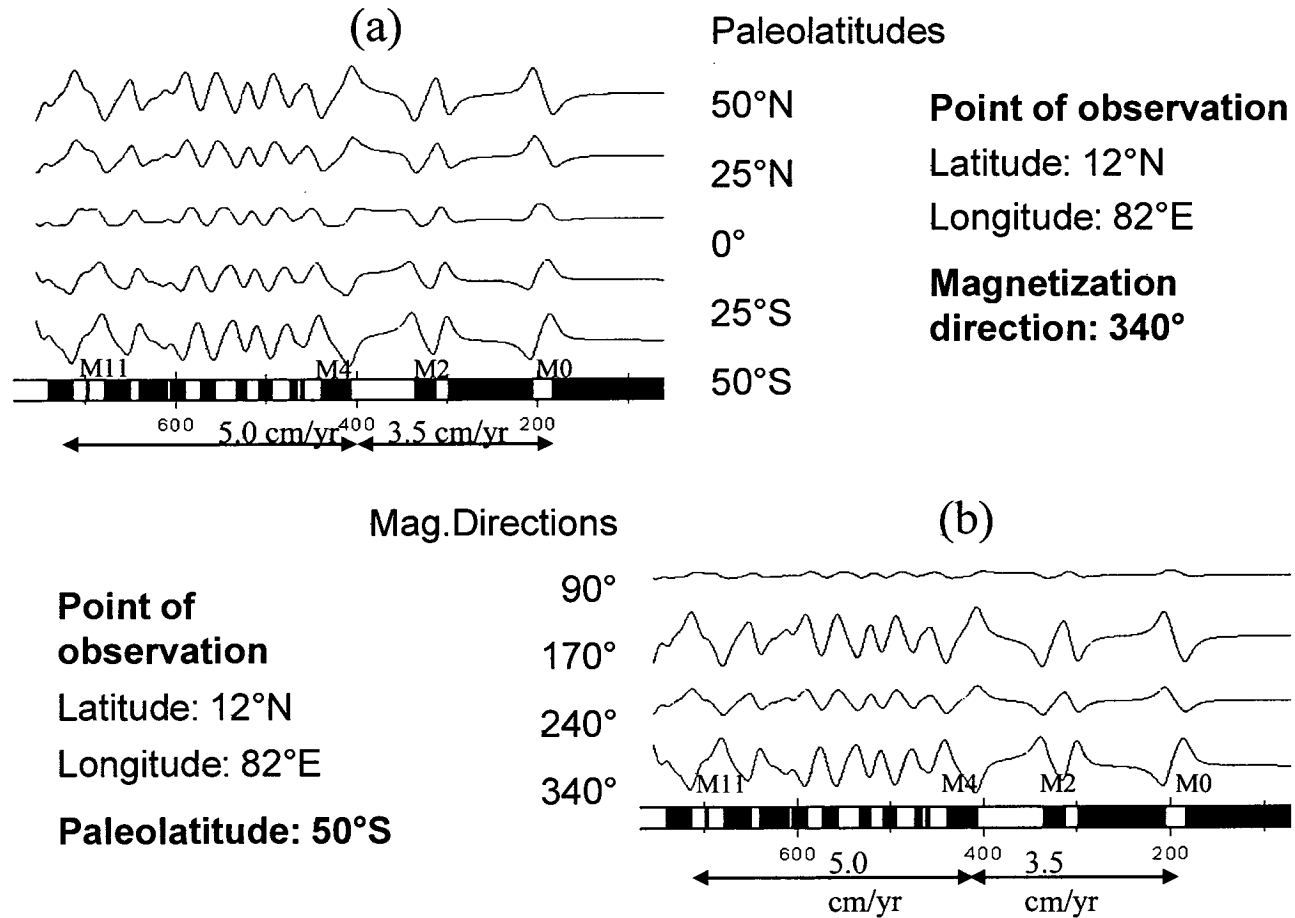 (a)
Paleolatitudes
50°N
25°N
0°
25°S
50°S
Point of observation
Latitude: 12°N
Longitude: 82°E
Magnetization
direction: 340°
M11 M4 M2 M0
600 400 200
5.0 cm/yr 3.5 cm/yr
Mag.Directions
(b)
90°
170°
240°
340°
Point of
observation
Latitude: 12°N
Longitude: 82°E
Paleolatitude: 50°S
M11 M4 M2 M0
600 400 200
5.0 3.5
cm/yr cm/yr